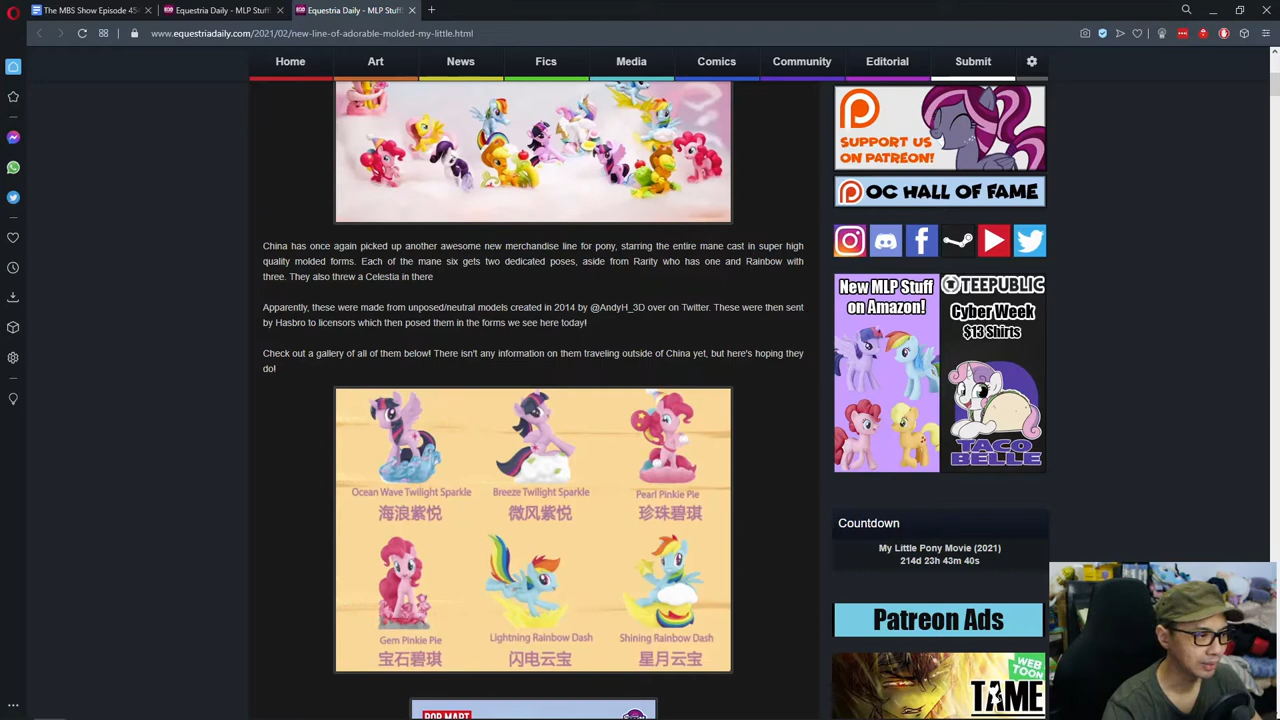 The MBS Show Episode 45
Equestria Daily - MLP Stuff
Equestria Daily - MLP Stuff
www.equestriadaily.com/2021/02/new-line-of-adorable-molded-my-little.html
Home Art News Fics Media Comics Community Editorial Submit
SUPPORT US
ON PATREON!
OC HALL OF FAME
China has once again picked up another awesome new merchandise line for pony, starring the entire mane cast in super high
quality molded forms. Each of the mane six gets two dedicated poses, aside from Rarity who has one and Rainbow with
three. They also threw a Celestia in there
Apparently, these were made from unposed/neutral models created in 2014 by @AndyH_3D over on Twitter. These were then sent
by Hasbro to licensors which then posed them in the forms we see here today!
Check out a gallery of all of them below! There isn't any information on them traveling outside of China yet, but here's hoping they
do!
New MLP Stuff
on Amazon!
TEEPUBLIC
Cyber Week
$13 Shirts
TACO
BELLE
Ocean Wave Twilight Sparkle Breeze Twilight Sparkle Pearl Pinkie Pie
海浪紫悦 微风紫悦 珍珠碧琪
Gem Pinkie Pie Lightning Rainbow Dash Shining Rainbow Dash
宝石碧琪 闪电云宝 星月云宝
Countdown
My Little Pony Movie (2021)
214d 23h 43m 40s
Patreon Ads
WEB
TOON
TAME
POP MART